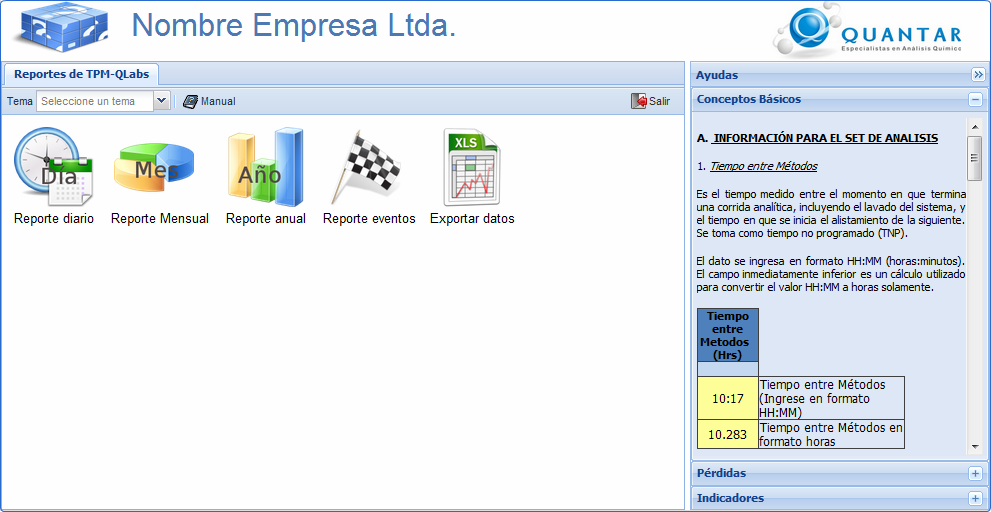 Nombre Empresa Ltda.
QUANTAR
Especialistas en Análisis Químico
Reportes de TPM-QLabs
Tema
Seleccione un tema
Manual
Salir
Día
Mes
Año
XLS
Reporte diario
Reporte Mensual
Reporte anual
Reporte eventos
Exportar datos
Ayudas
Conceptos Básicos
A. INFORMACIÓN PARA EL SET DE ANALISIS
1. Tiempo entre Métodos
Es el tiempo medido entre el momento en que termina
una corrida analítica, incluyendo el lavado del sistema, y
el tiempo en que se inicia el alistamiento de la siguiente.
Se toma como tiempo no programado (TNP).
El dato se ingresa en formato HH:MM (horas:minutos).
El campo inmediatamente inferior es un cálculo utilizado
para convertir el valor HH:MM a horas solamente.
Tiempo
entre
Metodos
(Hrs)
10:17
Tiempo entre Métodos
(Ingrese en formato
HH:MM)
10.283
Tiempo entre Métodos en
formato horas
Pérdidas
Indicadores